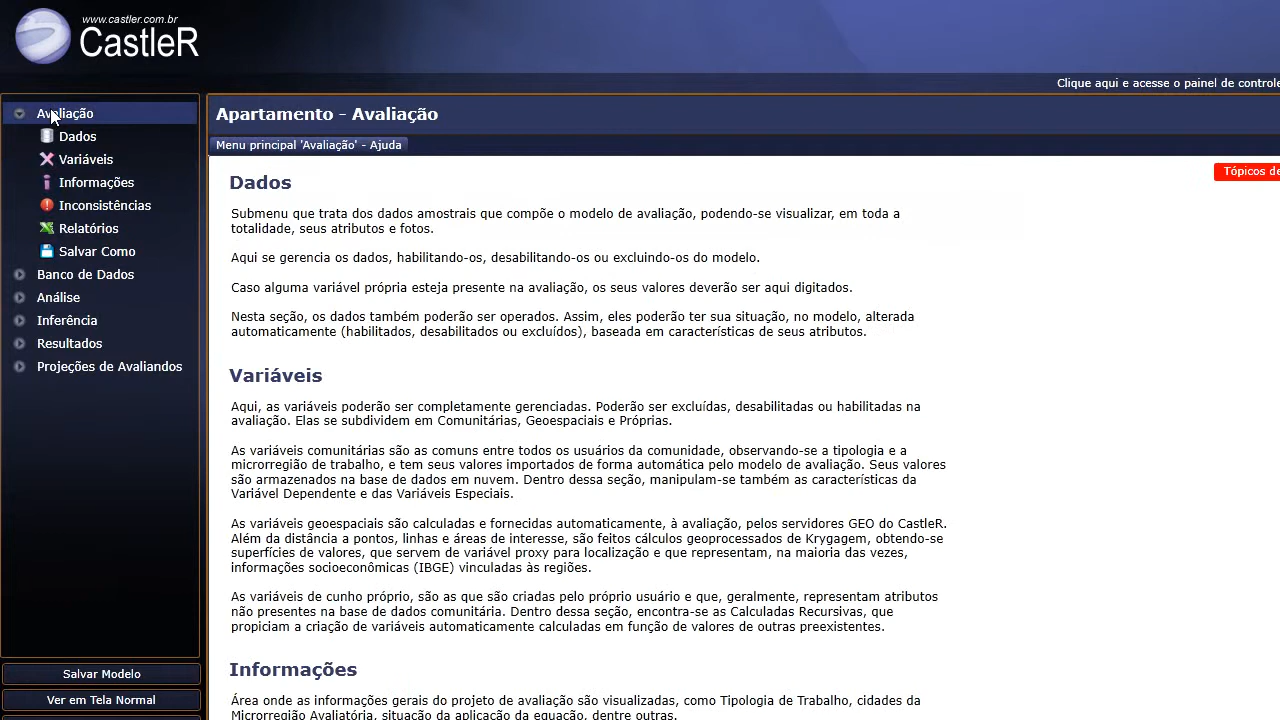 www.castler.com.br
CastleR
Clique aqui e acesse o painel de controle
Avaliação
Dados
Variáveis
Informações
Inconsistências
Relatórios
Salvar Como
Banco de Dados
Análise
Inferência
Resultados
Projeções de Avaliandos
Salvar Modelo
Ver em Tela Normal
Apartamento - Avaliação
Menu principal 'Avaliação' - Ajuda
Tópicos de
Dados
Submenu que trata dos dados amostrais que compõe o modelo de avaliação, podendo-se visualizar, em toda a
totalidade, seus atributos e fotos.
Aqui se gerencia os dados, habilitando-os, desabilitando-os ou excluindo-os do modelo.
Caso alguma variável própria esteja presente na avaliação, os seus valores deverão ser aqui digitados.
Nesta seção, os dados também poderão ser operados. Assim, eles poderão ter sua situação, no modelo, alterada
automaticamente (habilitados, desabilitados ou excluídos), baseada em características de seus atributos.
Variáveis
Aqui, as variáveis poderão ser completamente gerenciadas. Poderão ser excluídas, desabilitadas ou habilitadas na
avaliação. Elas se subdividem em Comunitárias, Geoespaciais e Próprias.
As variáveis comunitárias são as comuns entre todos os usuários da comunidade, observando-se a tipologia e a
microrregião de trabalho, e tem seus valores importados de forma automática pelo modelo de avaliação. Seus valores
são armazenados na base de dados em nuvem. Dentro dessa seção, manipulam-se também as características da
Variável Dependente e das Variáveis Especiais.
As variáveis geoespaciais são calculadas e fornecidas automaticamente, à avaliação, pelos servidores GEO do CastleR.
Além da distância a pontos, linhas e áreas de interesse, são feitos cálculos geoprocessados de Krygagem, obtendo-se
superfícies de valores, que servem de variável proxy para localização e que representam, na maioria das vezes,
informações socioeconômicas (IBGE) vinculadas às regiões.
As variáveis de cunho próprio, são as que são criadas pelo próprio usuário e que, geralmente, representam atributos
não presentes na base de dados comunitária. Dentro dessa seção, encontra-se as Calculadas Recursivas, que
propiciam a criação de variáveis automaticamente calculadas em função de valores de outras preexistentes.
Informações
Área onde as informações gerais do projeto de avaliação são visualizadas, como Tipologia de Trabalho, cidades da
Microrregião Avaliatória, situação da aplicação da equação, dentre outras.